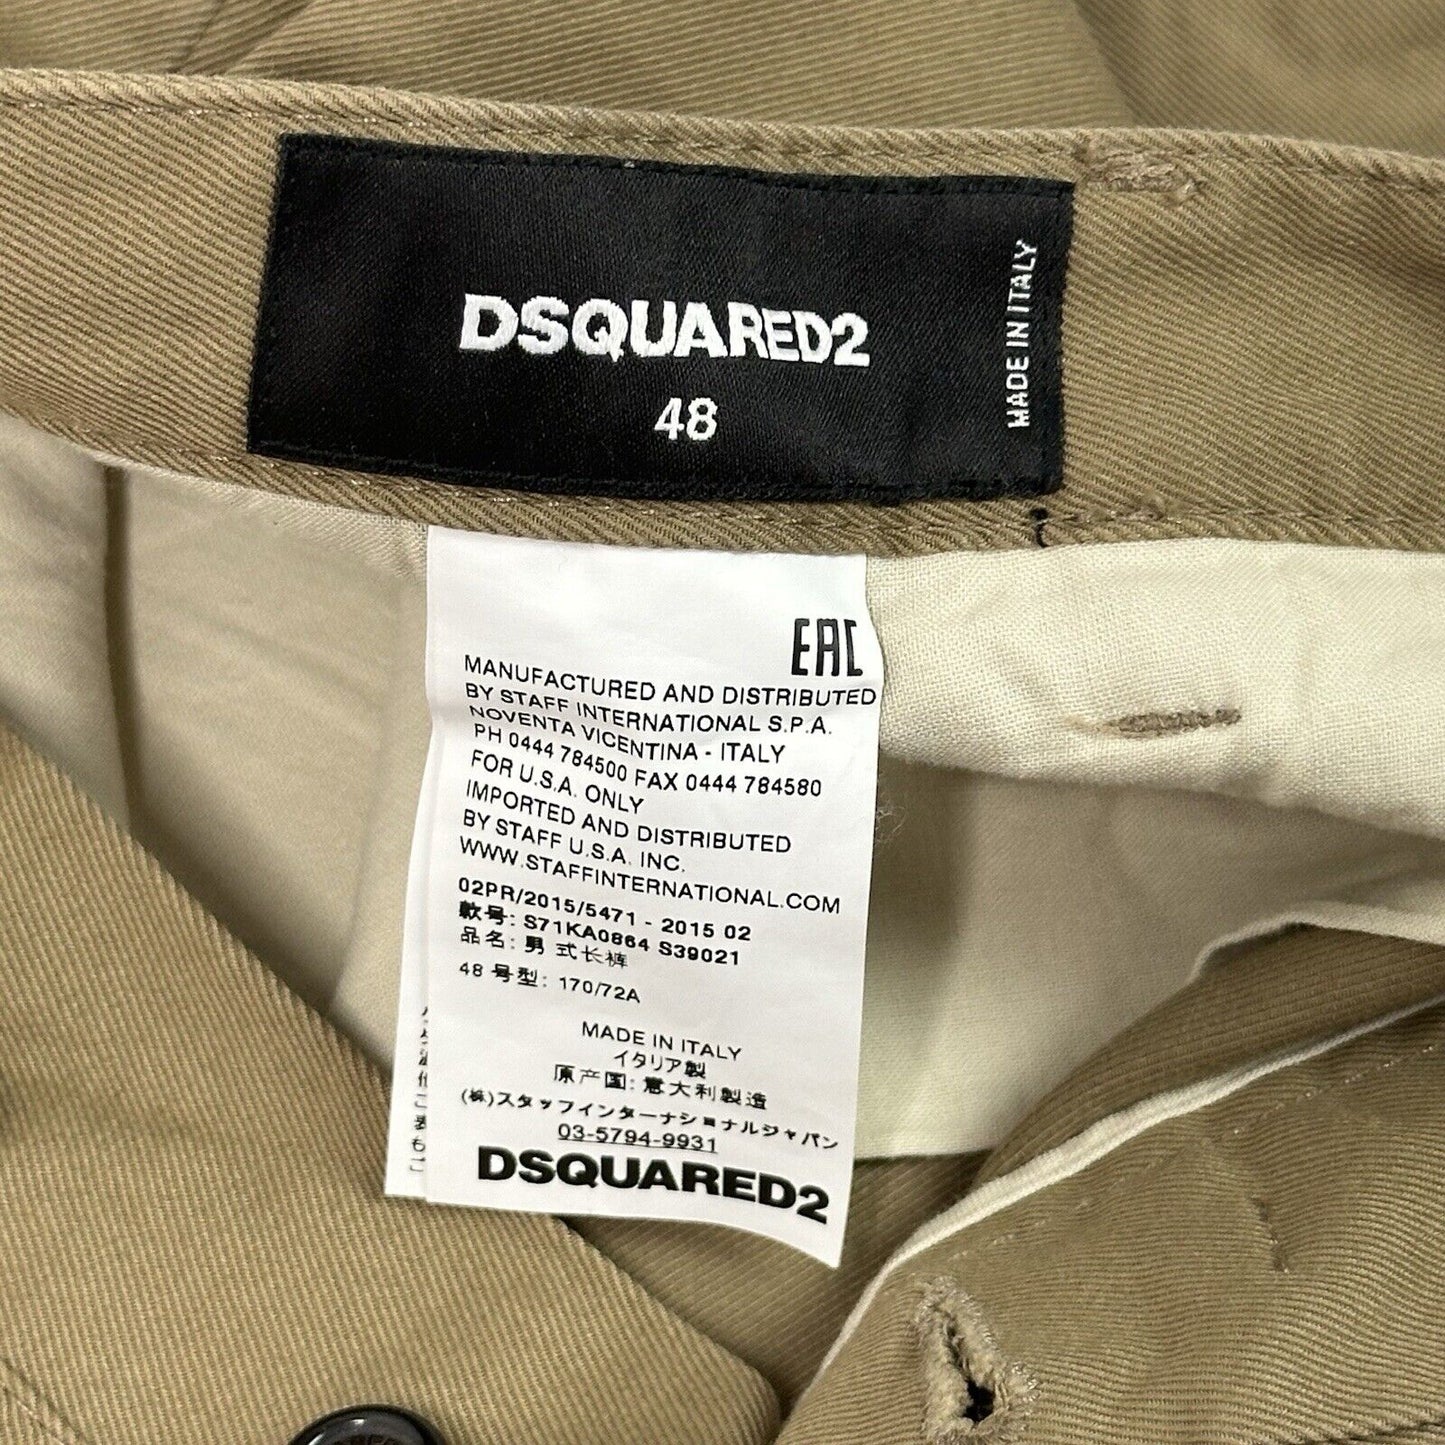 DSQUARED2
48
MADE IN ITALY
EAC
MANUFACTURED AND DISTRIBUTED
BY STAFF INTERNATIONAL S.P.A.
NOVENTA VICENTINA - ITALY
PH 0444 784500 FAX 0444 784580
FOR U.S.A. ONLY
IMPORTED AND DISTRIBUTED
BY STAFF U.S.A. INC.
WWW.STAFFINTERNATIONAL.COM
02PR/2015/5471 - 2015 02
款号: S71KA0864 S39021
品名: 男 式长裤
48 号型: 170/72A
MADE IN ITALY
イタリア製
原产国: 意大利製造
(株)スタッフインターナショナルジャパン
03-5794-9931
DSQUARED2